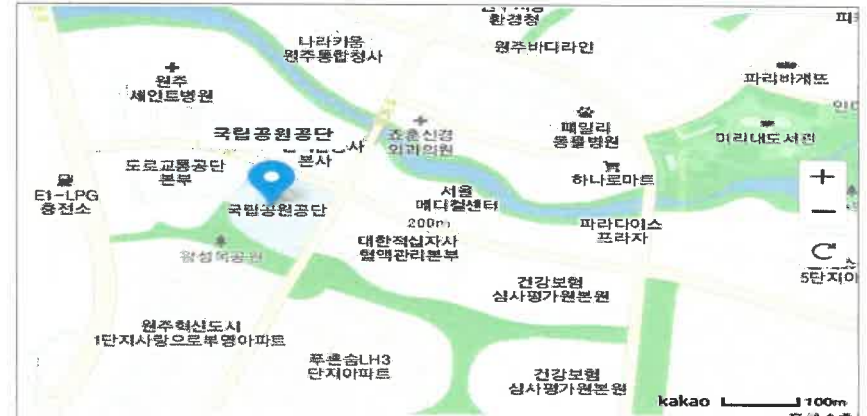 환경청
피
나라키움
원주통합청사
원주바디라인
원주
세인트병원
파리바게뜨
국립공원공단
본사
패밀리
동물병원
미리내도서관
도로교통공단
본부
외과의원
하나로마트
E1-LPG
충전소
국립공원공단
서울
메디컬센터
200m
파라다이스
프라자
대한적십자사
혈액관리본부
건강보험
심사평가원본원
5단지아
원주혁신도시
1단지사랑으로부영아파트
푸른숨LH3
단지아파트
건강보험
심사평가원본원
kakao
100m